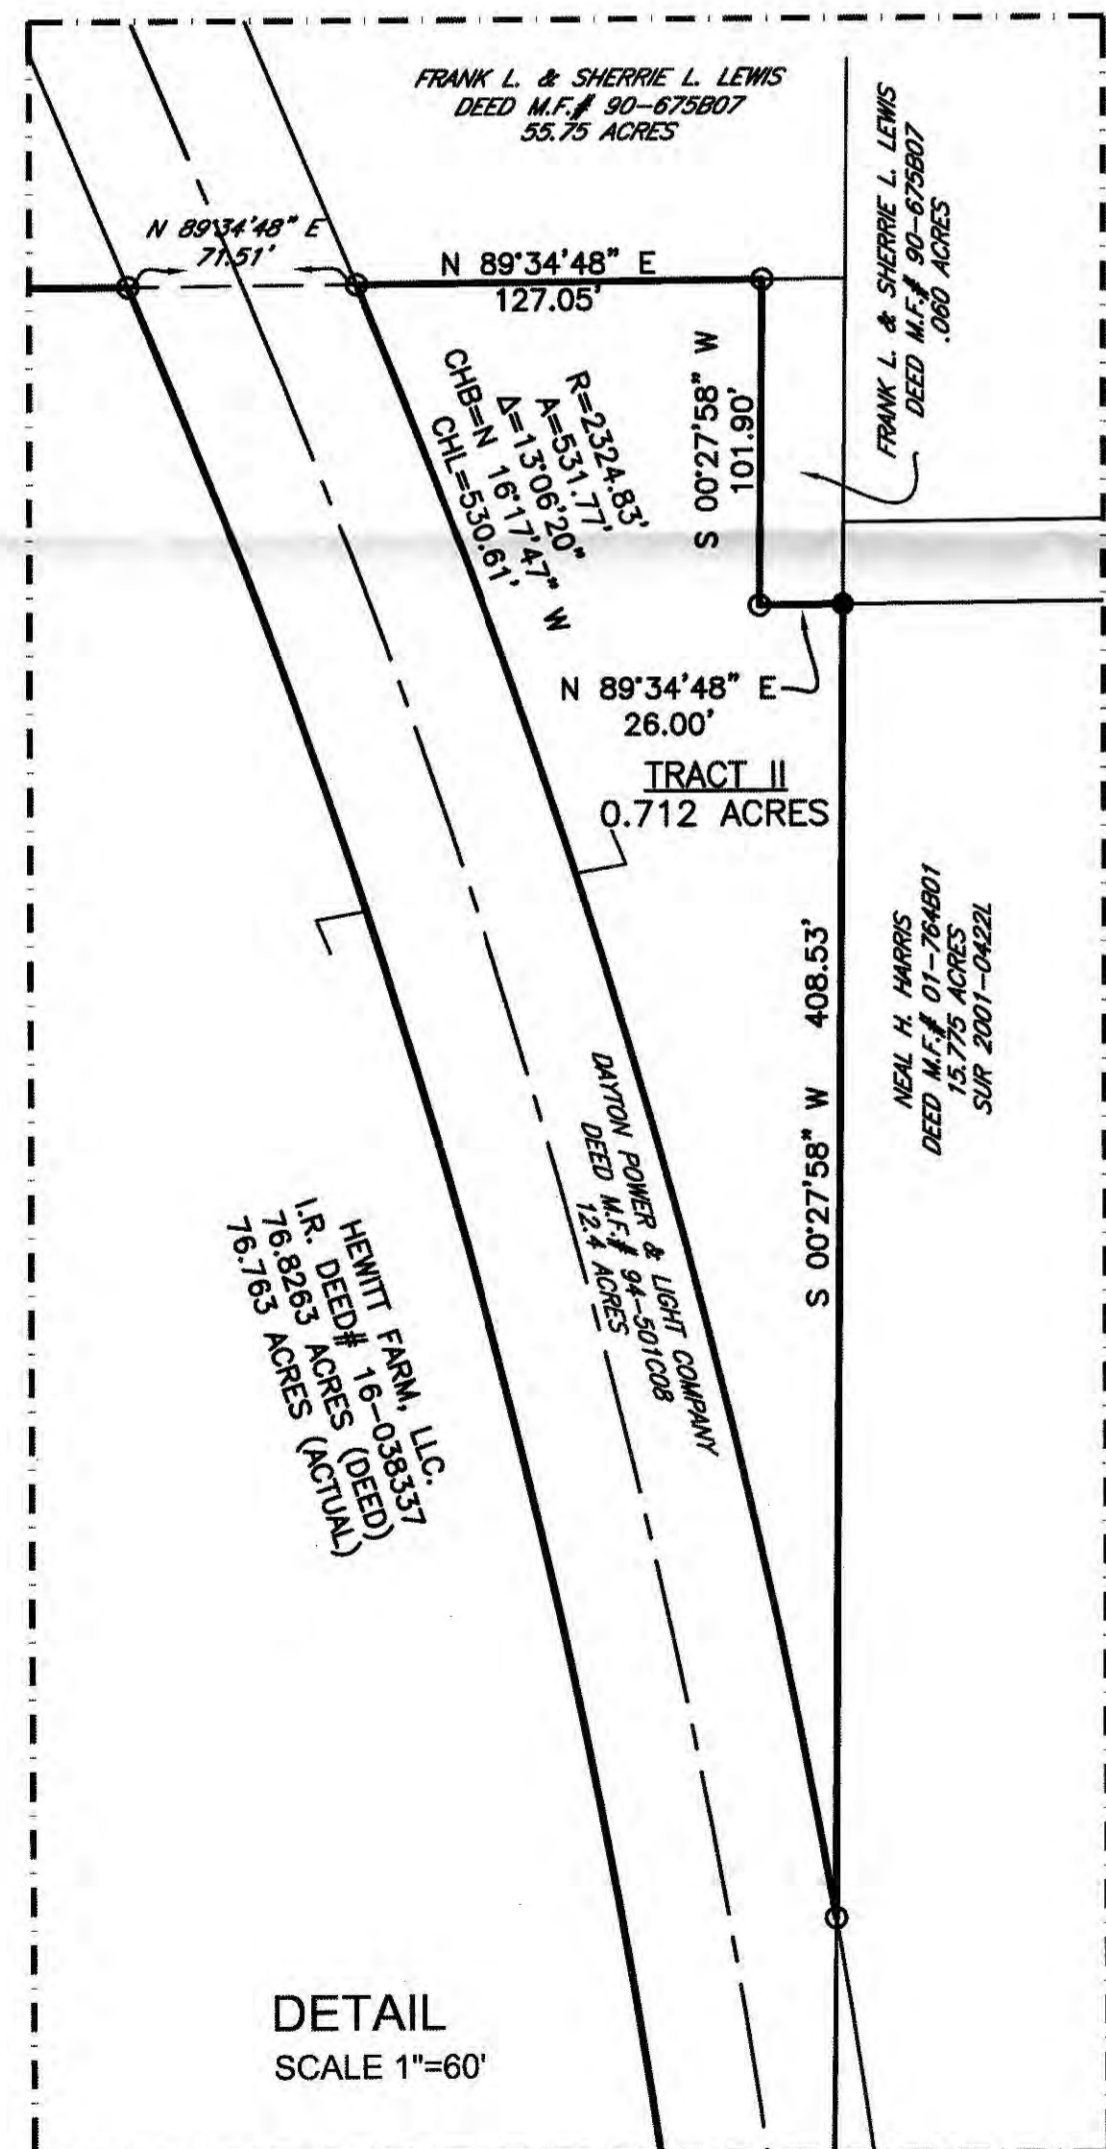 FRANK L. & SHERRIE L. LEWIS
DEED M.F.# 90-675B07
55.75 ACRES
FRANK L. & SHERRIE L. LEWIS
DEED M.F.# 90-675B07
.060 ACRES
N 89°34'48" E
71.51'
N 89°34'48" E
127.05'
S 00°27'58" W
101.90'
R=2324.83'
A=531.77'
Δ=13°06'20"
CHB=N 16°17'47" W
CHL=530.61'
N 89°34'48" E
26.00'
TRACT II
0.712 ACRES
S 00°27'58" W 408.53'
NEAL H. HARRIS
DEED M.F.# 01-764B01
15.775 ACRES
SUR 2001-0422L
DAYTON POWER & LIGHT COMPANY
DEED M.F.# 94-501C08
12.4 ACRES
HEWITT FARM, LLC.
I.R. DEED# 16-038337
76.8263 ACRES (DEED)
76.763 ACRES (ACTUAL)
DETAIL
SCALE 1"=60'